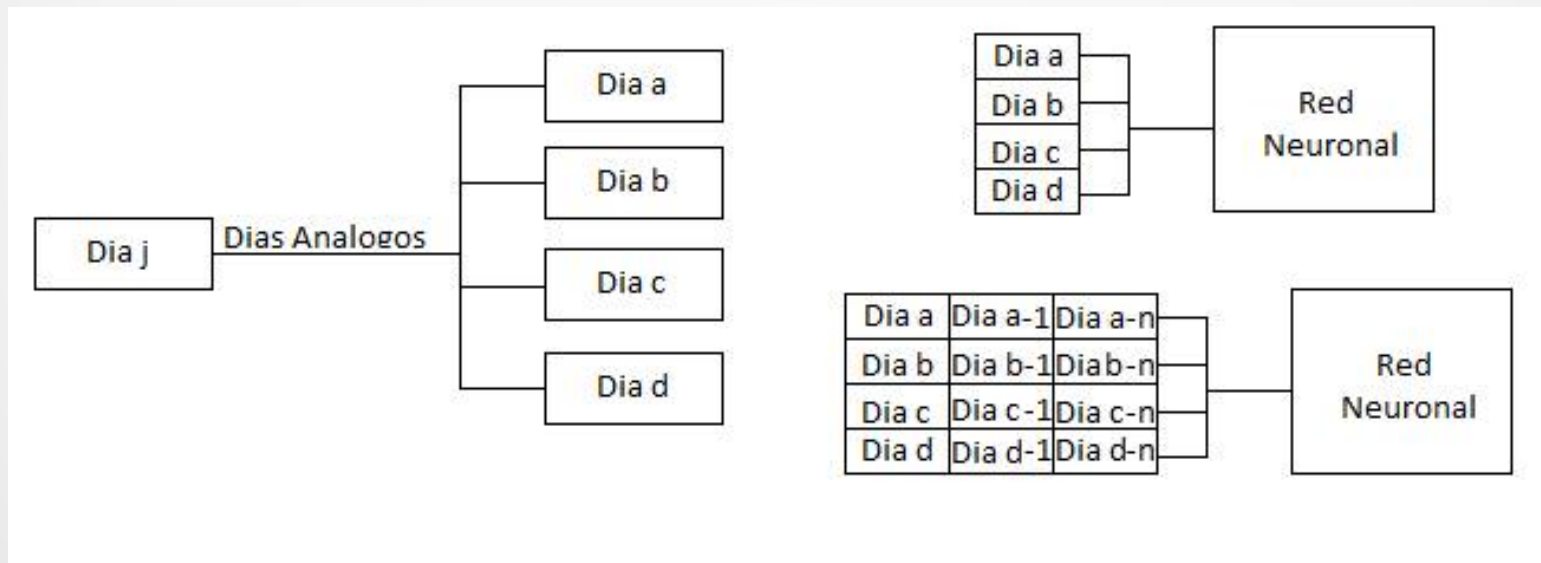 Dia j
Dias Analogos
Dia a
Dia b
Dia c
Dia d
Dia a
Dia b
Dia c
Dia d
Red
Neuronal
Dia a Dia a-1 Dia a-n
Dia b Dia b-1 Diab-n
Dia c Dia c-1 Dia c-n
Dia d Dia d-1 Dia d-n
Red
Neuronal